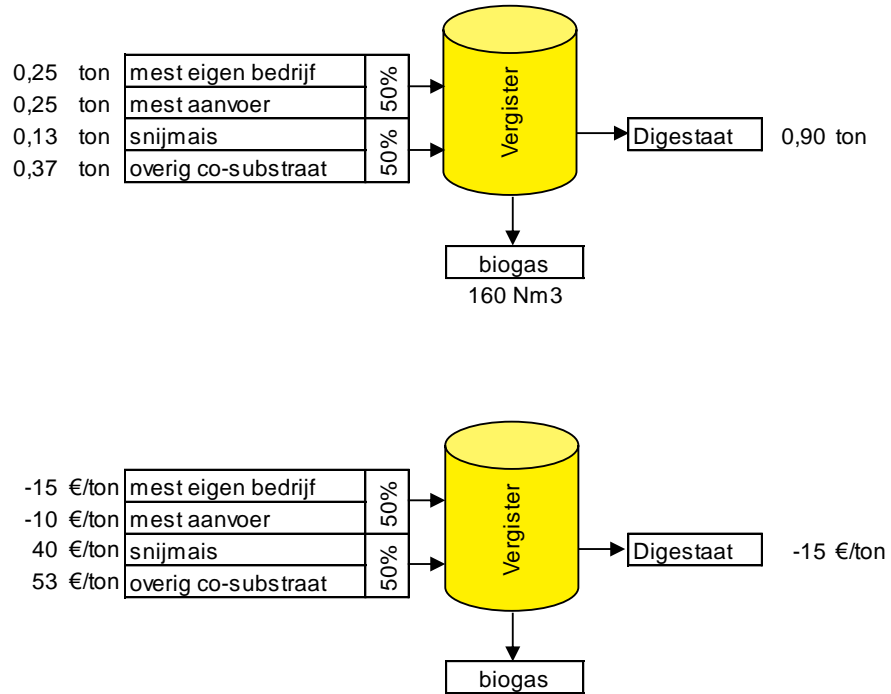 0,25 ton mest eigen bedrijf
0,25 ton mest aanvoer
50%
0,13 ton snijmais
0,37 ton overig co-substraat
50%
Vergister
Digestaat 0,90 ton
biogas
160 Nm3
-15 €/ton mest eigen bedrijf
-10 €/ton mest aanvoer
50%
40 €/ton snijmais
53 €/ton overig co-substraat
50%
Vergister
Digestaat -15 €/ton
biogas